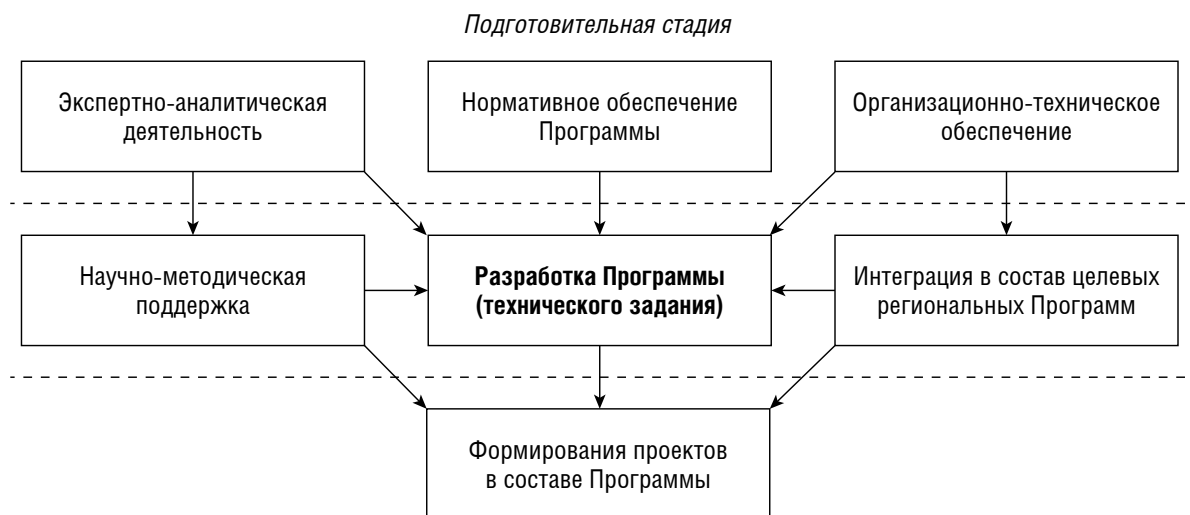 Подготовительная стадия
Экспертно-аналитическая
деятельность
Нормативное обеспечение
Программы
Организационно-техническое
обеспечение
Научно-методическая
поддержка
Разработка Программы
(технического задания)
Интеграция в состав целевых
региональных Программ
Формирования проектов
в составе Программы